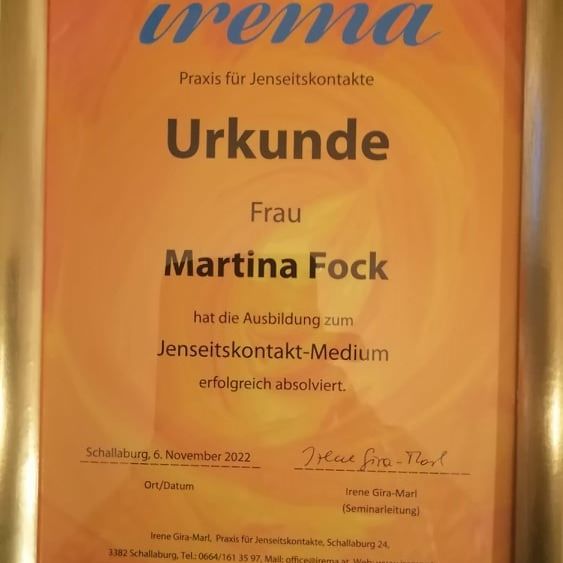 irema
Praxis für Jenseitskontakte
Urkunde
Frau
Martina Fock
hat die Ausbildung zum
Jenseitskontakt-Medium
erfolgreich absolviert.
Schallaburg, 6. November 2022
Irene Gira-Marl
Ort/Datum
Irene Gira-Marl
(Seminarleitung)
Irene Gira-Marl, Praxis für Jenseitskontakte, Schallaburg 24,
3382 Schallaburg, Tel.: 0664/161 35 97, Mail: office@irema.at, Web: